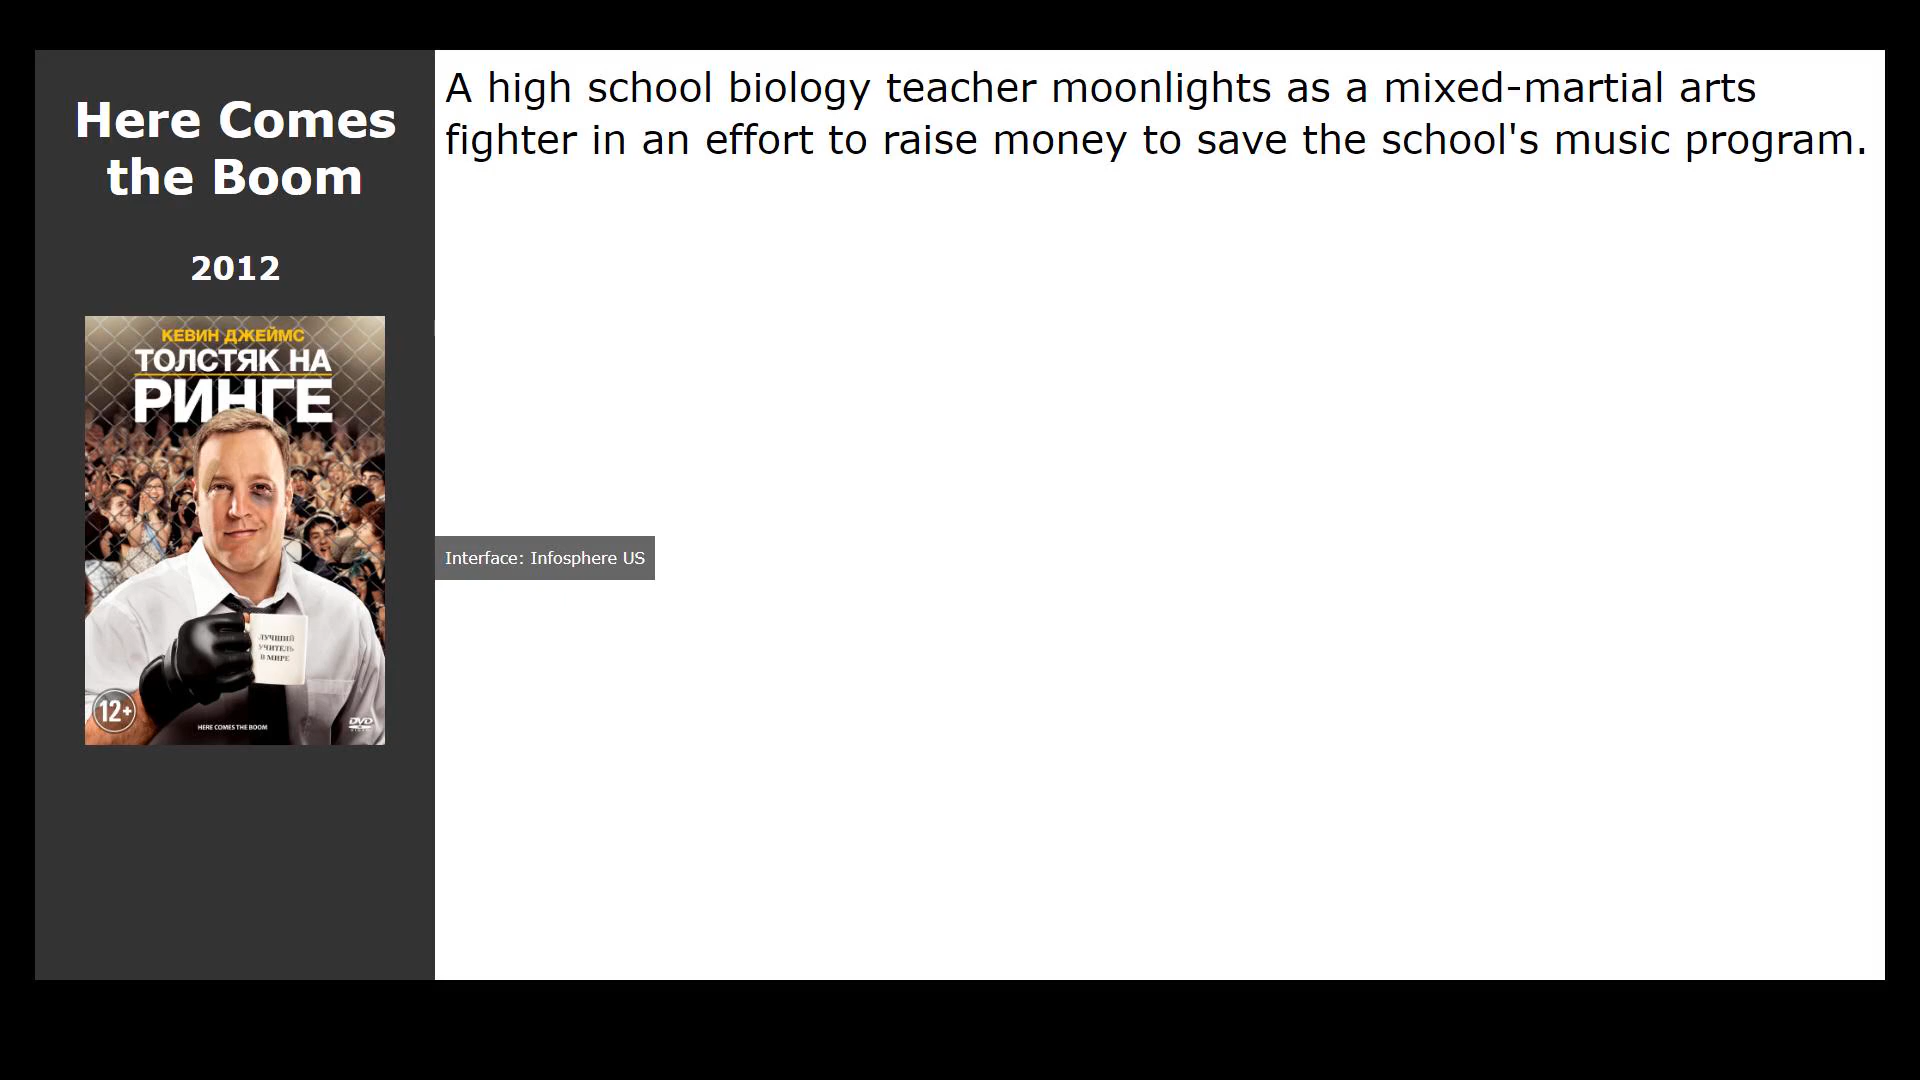 Here Comes
the Boom
2012
КЕВИН ДЖЕЙМС
ТОЛСТЯК НА
РИНГЕ
ЛУЧШИЙ
УЧИТЕЛЬ
В МИРЕ
12+
HERE COMES THE BOOM
DVD
VIDEO
A high school biology teacher moonlights as a mixed-martial arts
fighter in an effort to raise money to save the school's music program.
Interface: Infosphere US